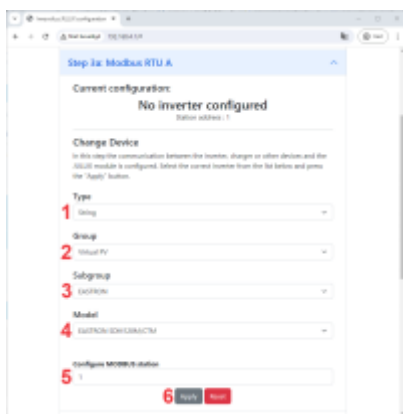 Step 3a: Modbus RTU A
Current configuration:
No inverter configured
Station address : 1
Change Device
In this step the communication between the inverter, charger or other devices and the
module is configured. Select the correct inverter from the list below and press
the "Apply" button.
Type
1 String
Group
2 Virtual PV
Subgroup
3 EASTRON
Model
4 EASTRON
Configure MODBUS station
5 1
6 Apply Reset